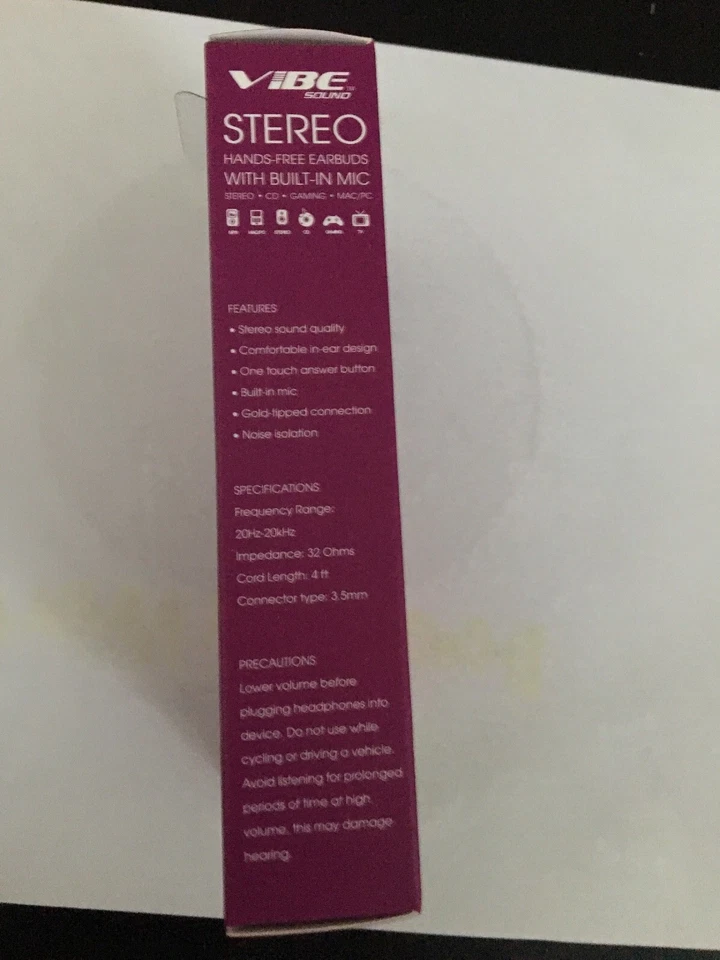 VIBE
SOUND
STEREO
HANDS-FREE EARBUDS
WITH BUILT-IN MIC
STEREO • CD • GAMING • MAC/PC
FEATURES
• Stereo sound quality
• Comfortable in-ear design
• One touch answer button
• Built-in mic
• Gold-tipped connection
• Noise isolation
SPECIFICATIONS
Frequency Range:
20Hz-20kHz
Impedance: 32 Ohms
Cord Length: 4 ft
Connector type: 3.5mm
PRECAUTIONS
Lower volume before
plugging headphones into
device. Do not use while
cycling or driving a vehicle.
Avoid listening for prolonged
periods of time at high
volume, this may damage
hearing.